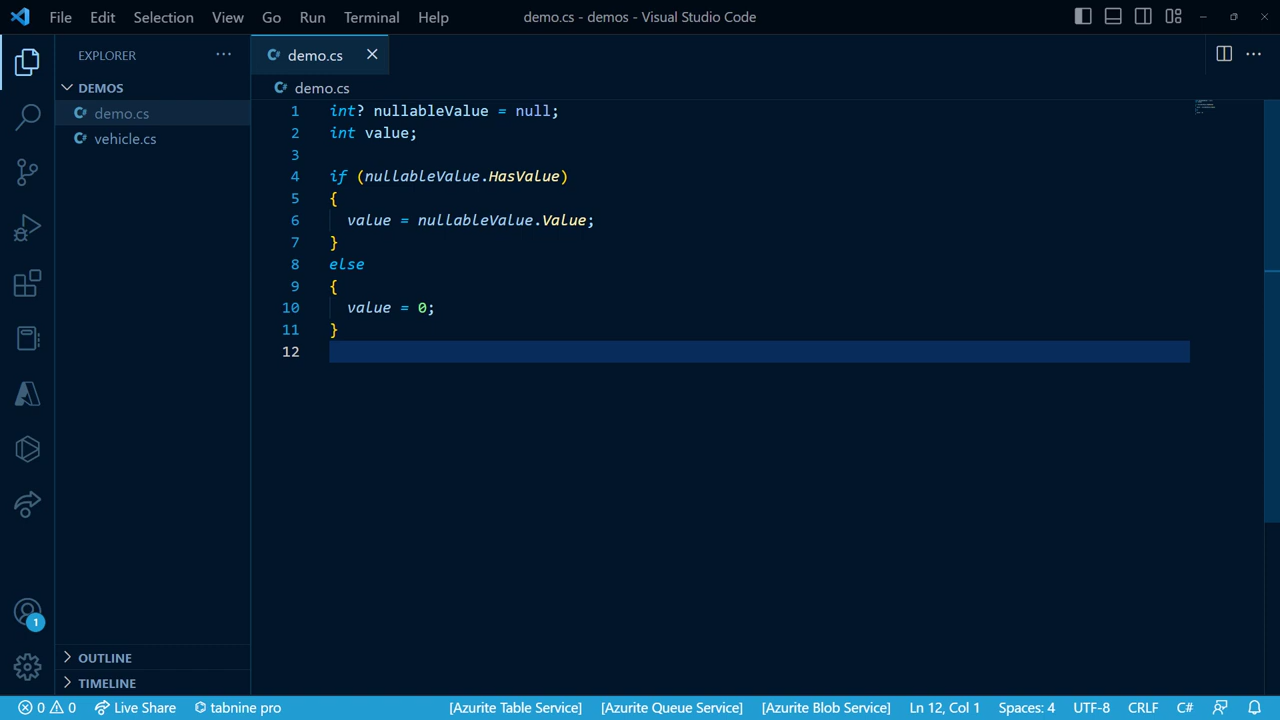 File Edit Selection View Go Run Terminal Help demo.cs - demos - Visual Studio Code
EXPLORER
DEMOS
demo.cs
vehicle.cs
OUTLINE
TIMELINE
demo.cs
demo.cs
1 int? nullableValue = null;
2 int value;
3
4 if (nullableValue.HasValue)
5 {
6 value = nullableValue.Value;
7 }
8 else
9 {
10 value = 0;
11 }
12
1
0 0 Live Share tabnine pro [Azurite Table Service] [Azurite Queue Service] [Azurite Blob Service] Ln 12, Col 1 Spaces: 4 UTF-8 CRLF C#